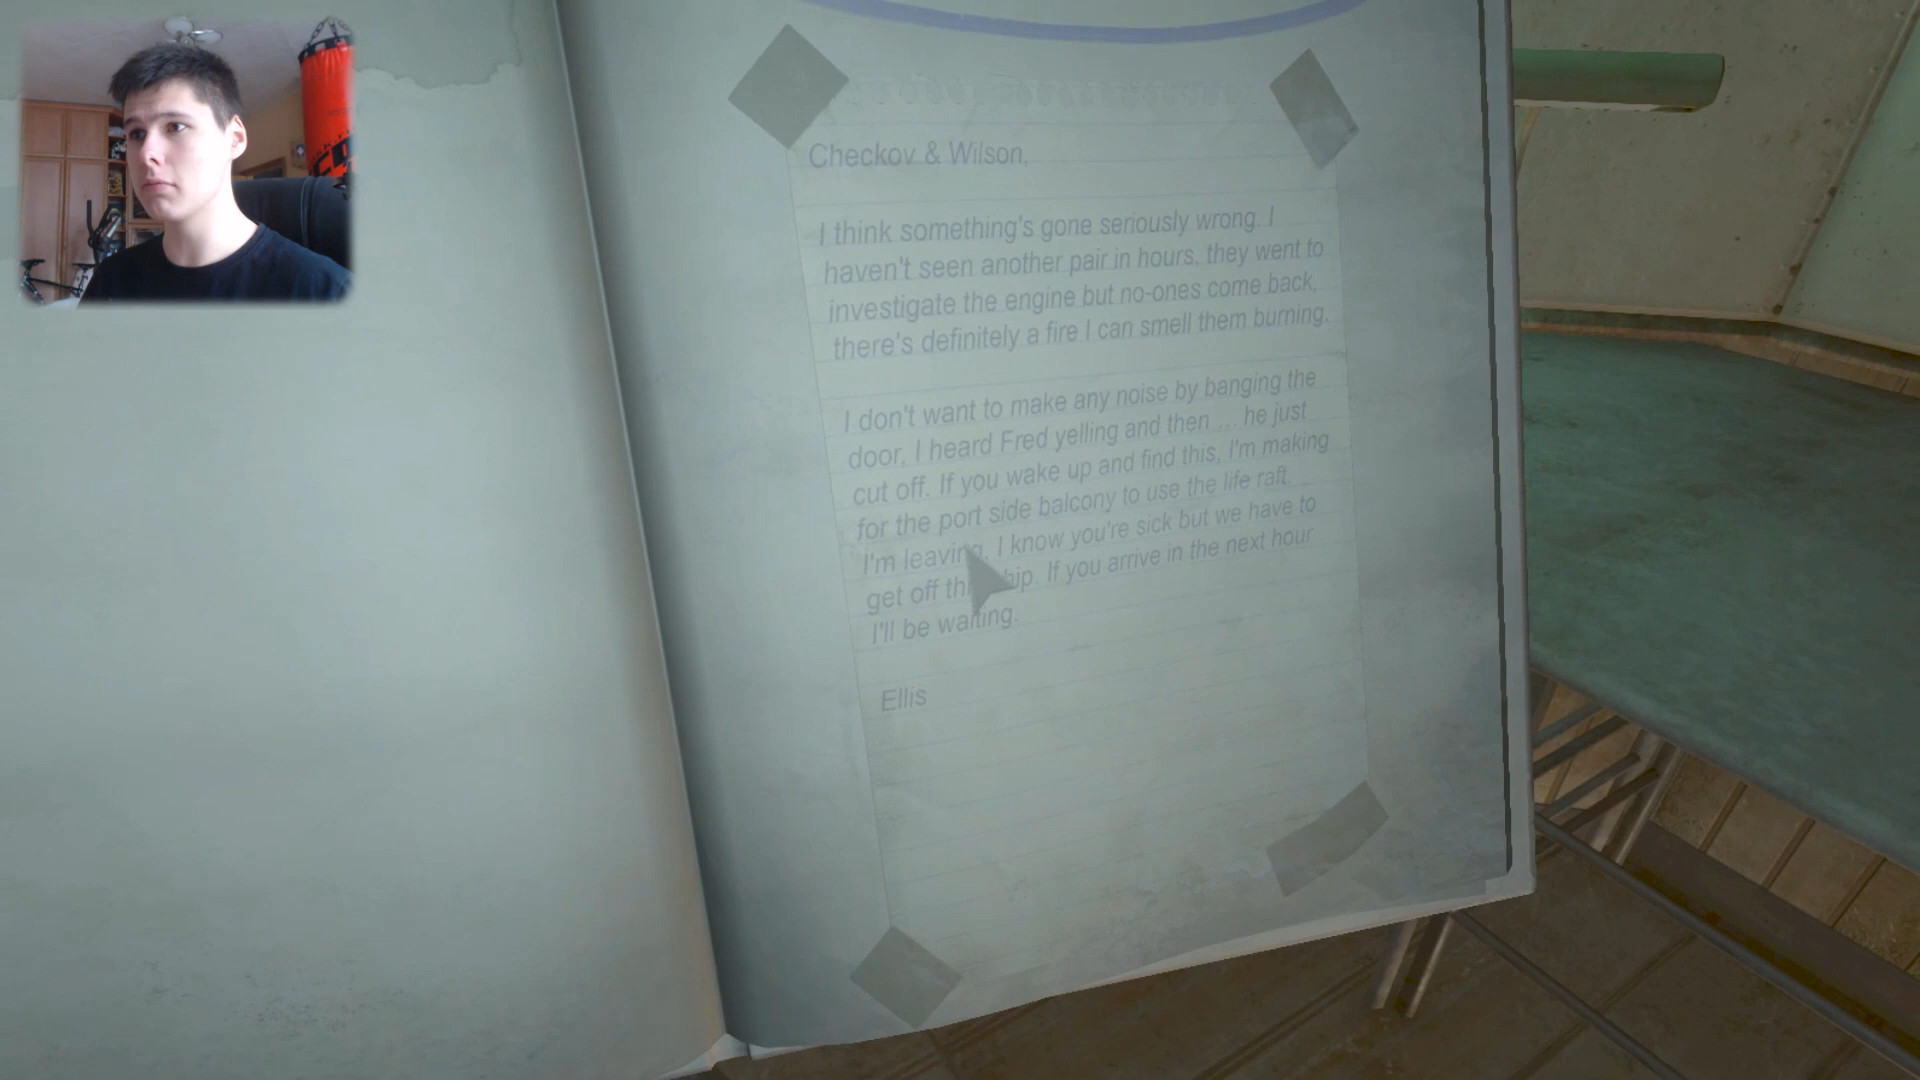 Checkov & Wilson,
I think something's gone seriously wrong. I
haven't seen another pair in hours, they went to
investigate the engine but no-ones come back,
there's definitely a fire I can smell them burning.
I don't want to make any noise by banging the
door, I heard Fred yelling and then ... he just
cut off. If you wake up and find this, I'm making
for the port side balcony to use the life raft.
I'm leaving, I know you're sick but we have to
get off this ship. If you arrive in the next hour
I'll be waiting.
Ellis